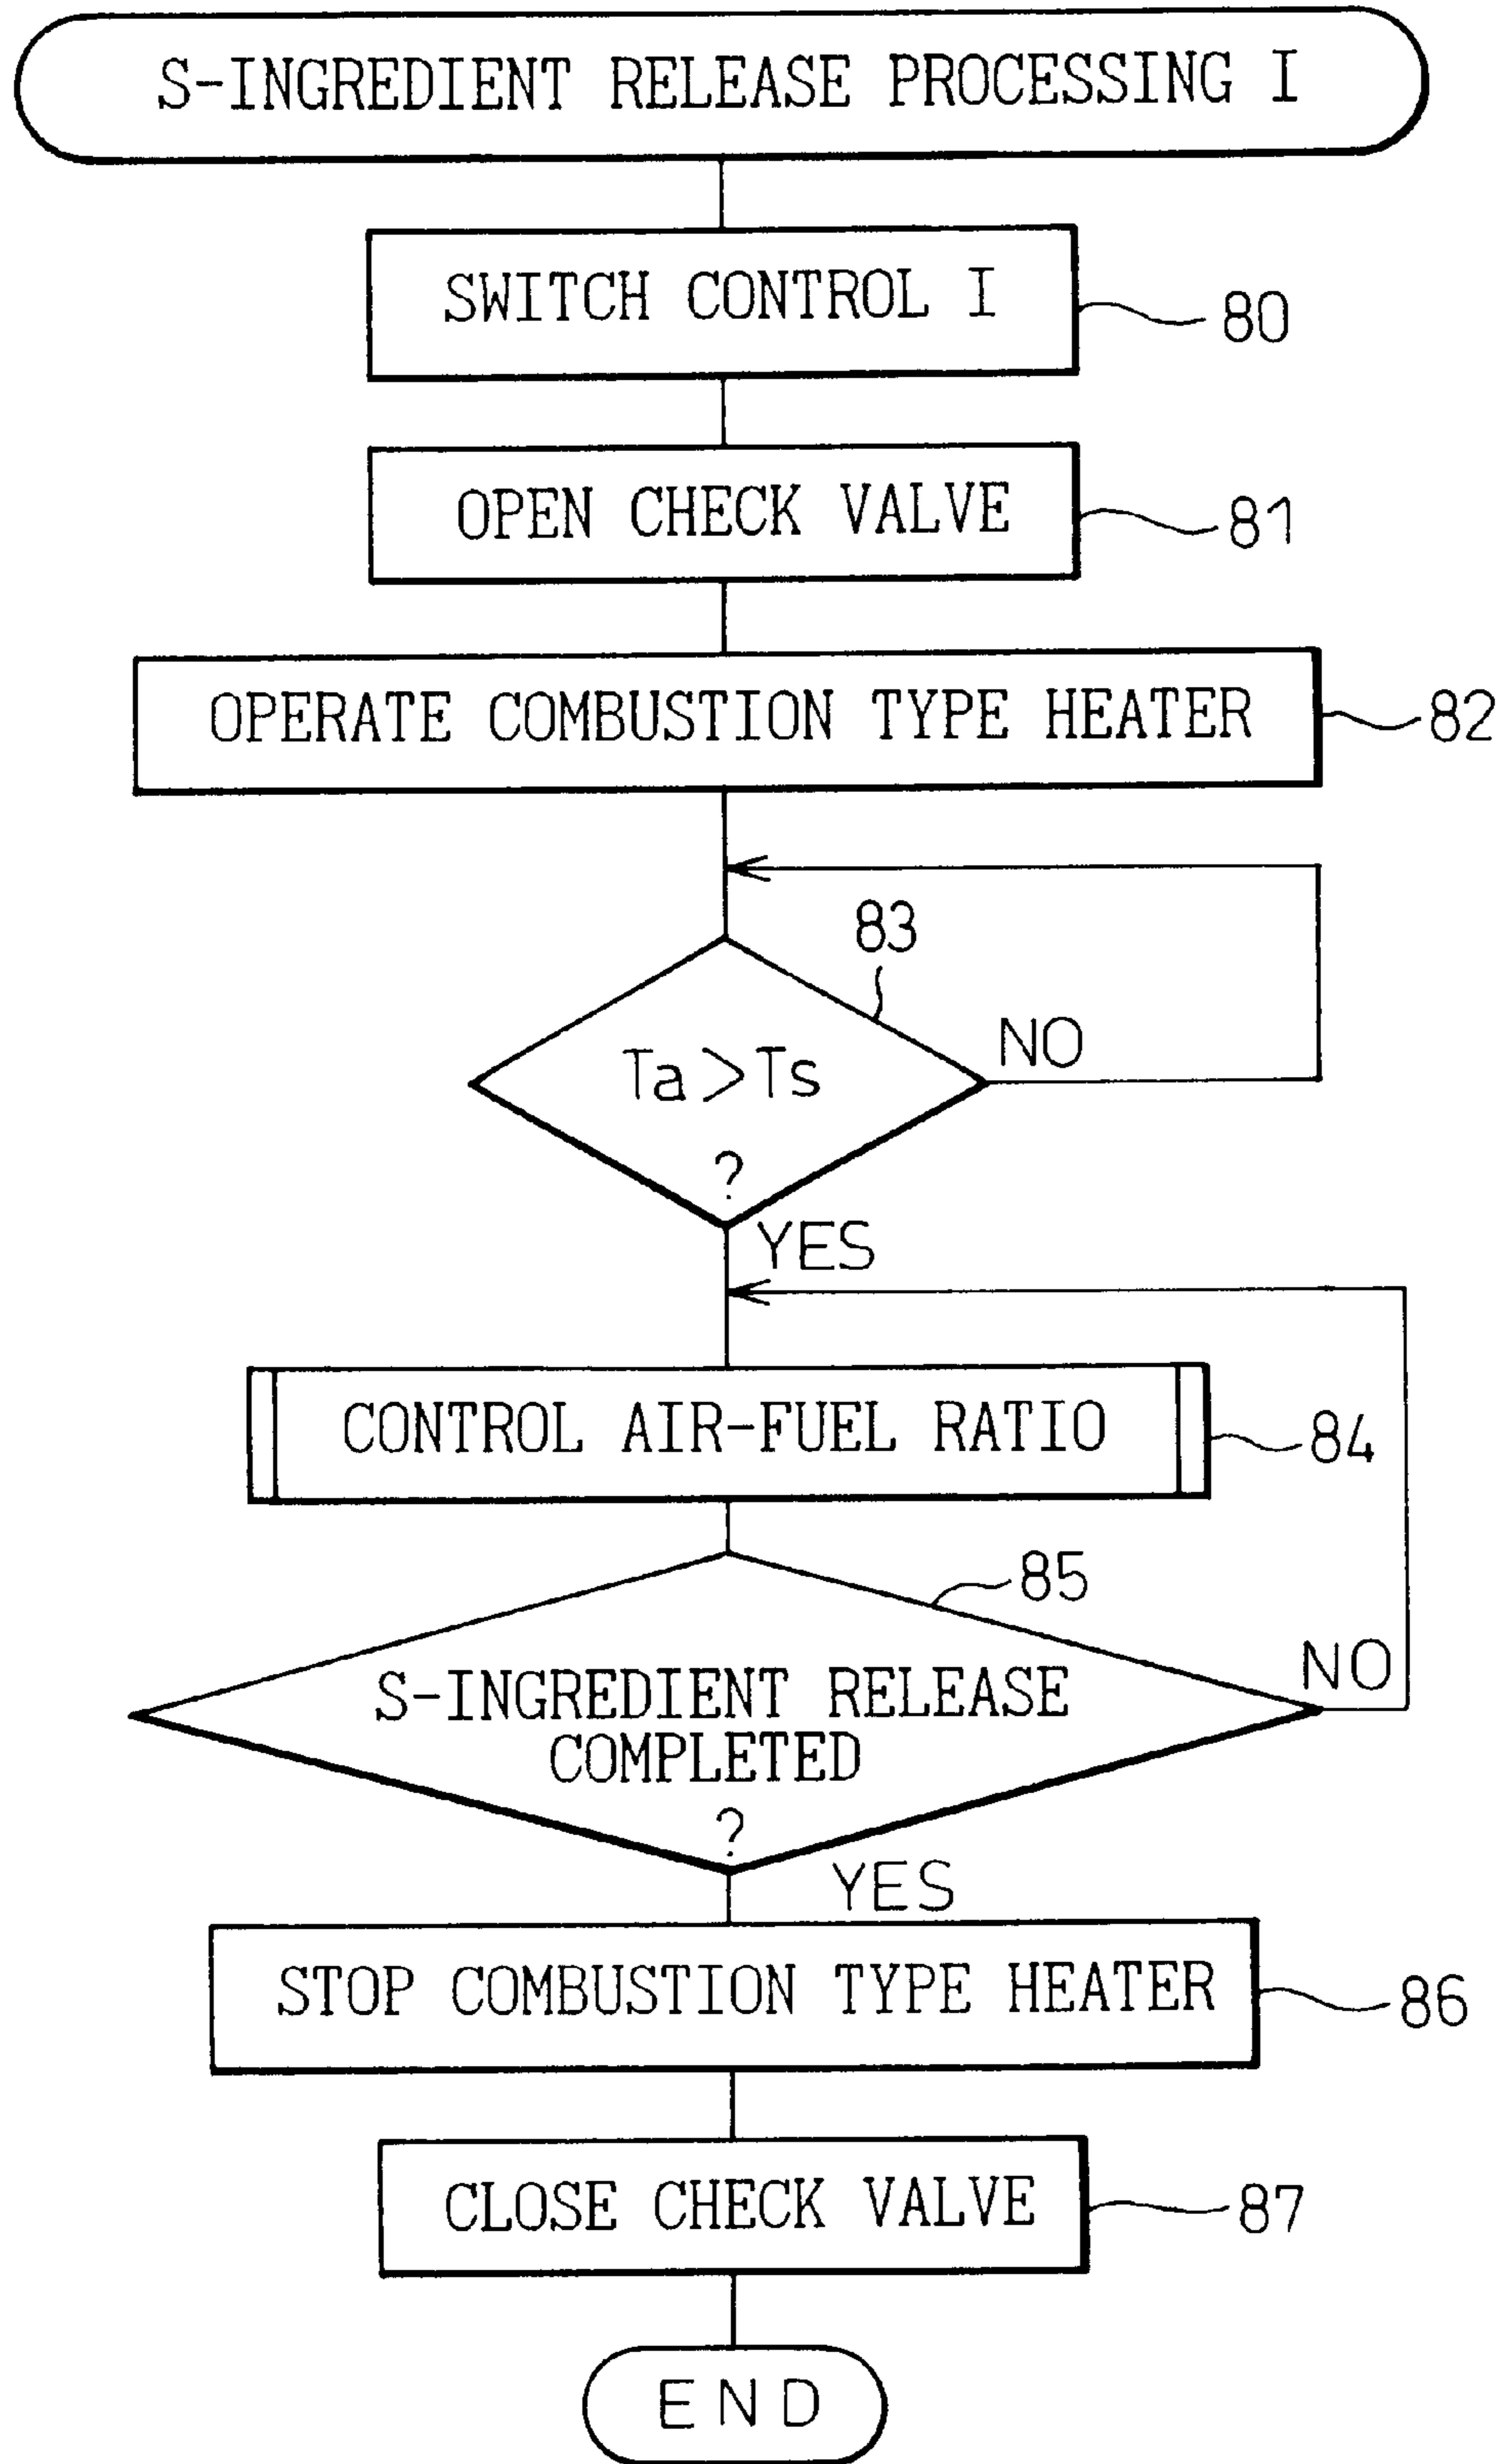 S-INGREDIENT RELEASE PROCESSING I
SWITCH CONTROL I
80
OPEN CHECK VALVE
81
OPERATE COMBUSTION TYPE HEATER
82
83
Ta>Ts
?
NO
YES
CONTROL AIR-FUEL RATIO
84
85
S-INGREDIENT RELEASE
COMPLETED
?
NO
YES
STOP COMBUSTION TYPE HEATER
86
CLOSE CHECK VALVE
87
END